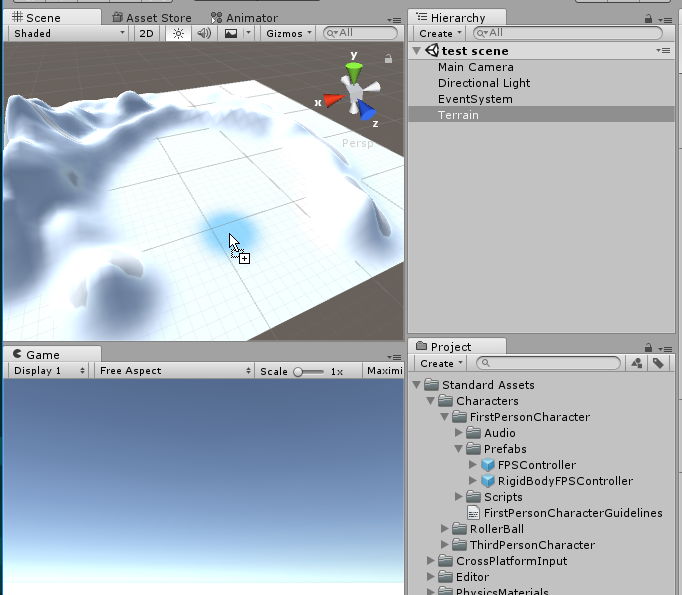 Scene Asset Store Animator
Shaded 2D Gizmos All
y
x
z
Persp
Game
Display 1 Free Aspect Scale 1x Maximi
Hierarchy
Create All
test scene
Main Camera
Directional Light
EventSystem
Terrain
Project
Create
Standard Assets
Characters
FirstPersonCharacter
Audio
Prefabs
FPSController
RigidBodyFPSController
Scripts
FirstPersonCharacterGuidelines
RollerBall
ThirdPersonCharacter
CrossPlatformInput
Editor
PhysicsMaterials